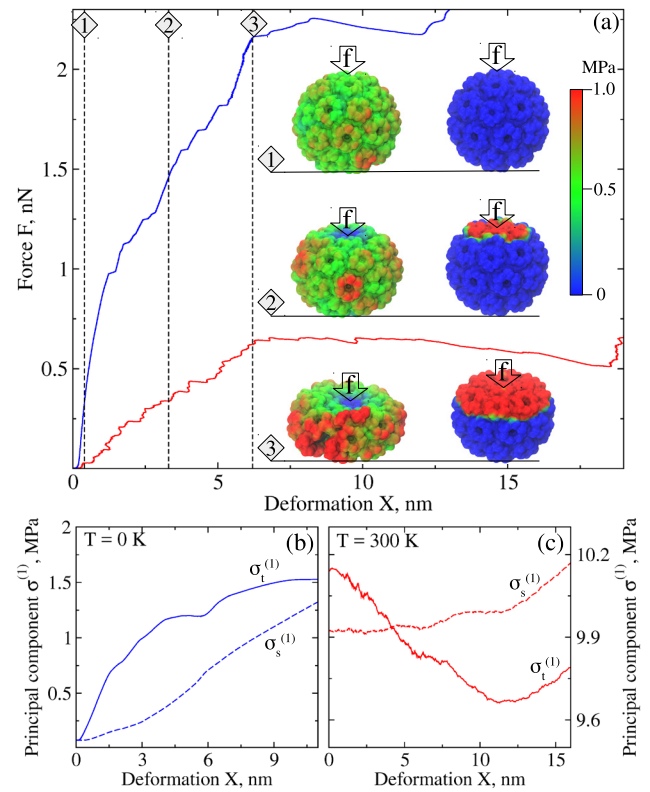 (a)
1
2
3
Force F, nN
2
1.5
1
0.5
0
0 5 10 15
Deformation X, nm
f f
1
f f
2
f f
3
MPa
1.0
0.5
0
(b)
T = 0 K
σt(1)
σs(1)
Principal component σ(1), MPa
2
1.5
1
0.5
0 3 6 9
Deformation X, nm
(c)
T = 300 K
σs(1)
σt(1)
10.2
9.9
9.6
Principal component σ(1), MPa
0 5 10 15
Deformation X, nm